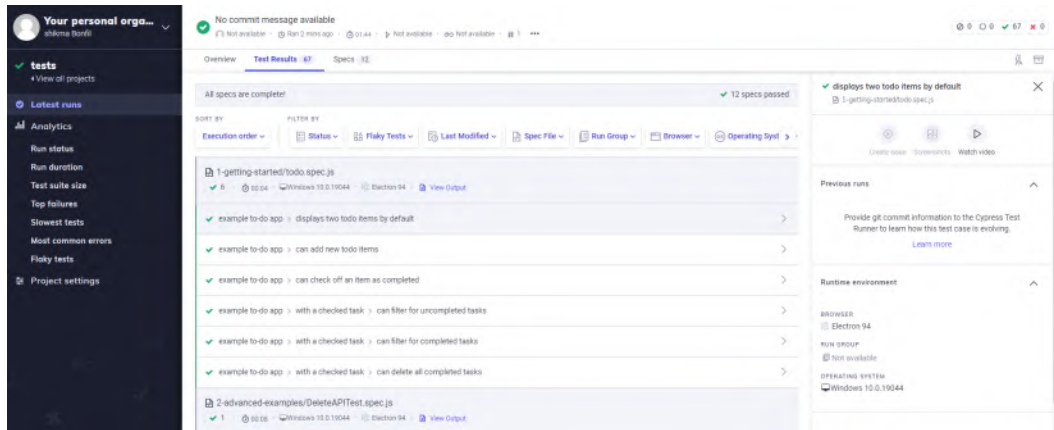 Your personal orga...
shikma Bonfil
tests
View all projects
Latest runs
Analytics
Run status
Run duration
Test suite size
Top failures
Slowest tests
Most common errors
Flaky tests
Project settings
No commit message available
Not available · Ran 2 mins ago · 01:44 · Not available · Not available · # 1 •••
0 0 67 0
Overview Test Results 67 Specs 12
All specs are complete! 12 specs passed
SORT BY FILTER BY
Execution order Status Flaky Tests Last Modified Spec File Run Group Browser Operating Syst
1-getting-started/todo.spec.js
6 00:04 Windows 10.0.19044 Electron 94 View Output
example to-do app > displays two todo items by default
example to-do app > can add new todo items
example to-do app > can check off an item as completed
example to-do app > with a checked task > can filter for uncompleted tasks
example to-do app > with a checked task > can filter for completed tasks
example to-do app > with a checked task > can delete all completed tasks
2-advanced-examples/DeleteAPITest.spec.js
1 Windows 10.0.19044 Electron 94 View Output
displays two todo items by default
1-getting-started/todo.spec.js
Create issue Screenshots Watch video
Previous runs
Provide git commit information to the Cypress Test
Runner to learn how this test case is evolving.
Learn more
Runtime environment
BROWSER
Electron 94
RUN GROUP
Not available
OPERATING SYSTEM
Windows 10.0.19044